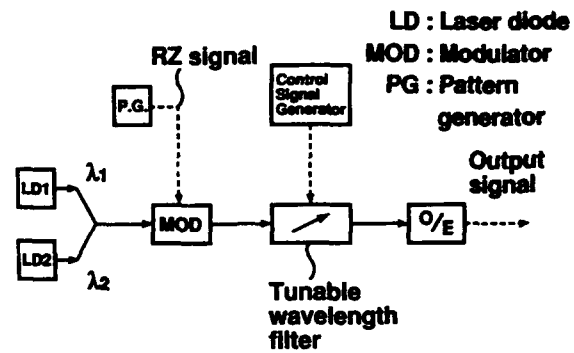 LD : Laser diode
MOD : Modulator
PG : Pattern
generator
RZ signal
P.G.
Control
Signal
Generator
Output
signal
LD1
λ1
MOD
O/E
LD2
λ2
Tunable
wavelength
filter